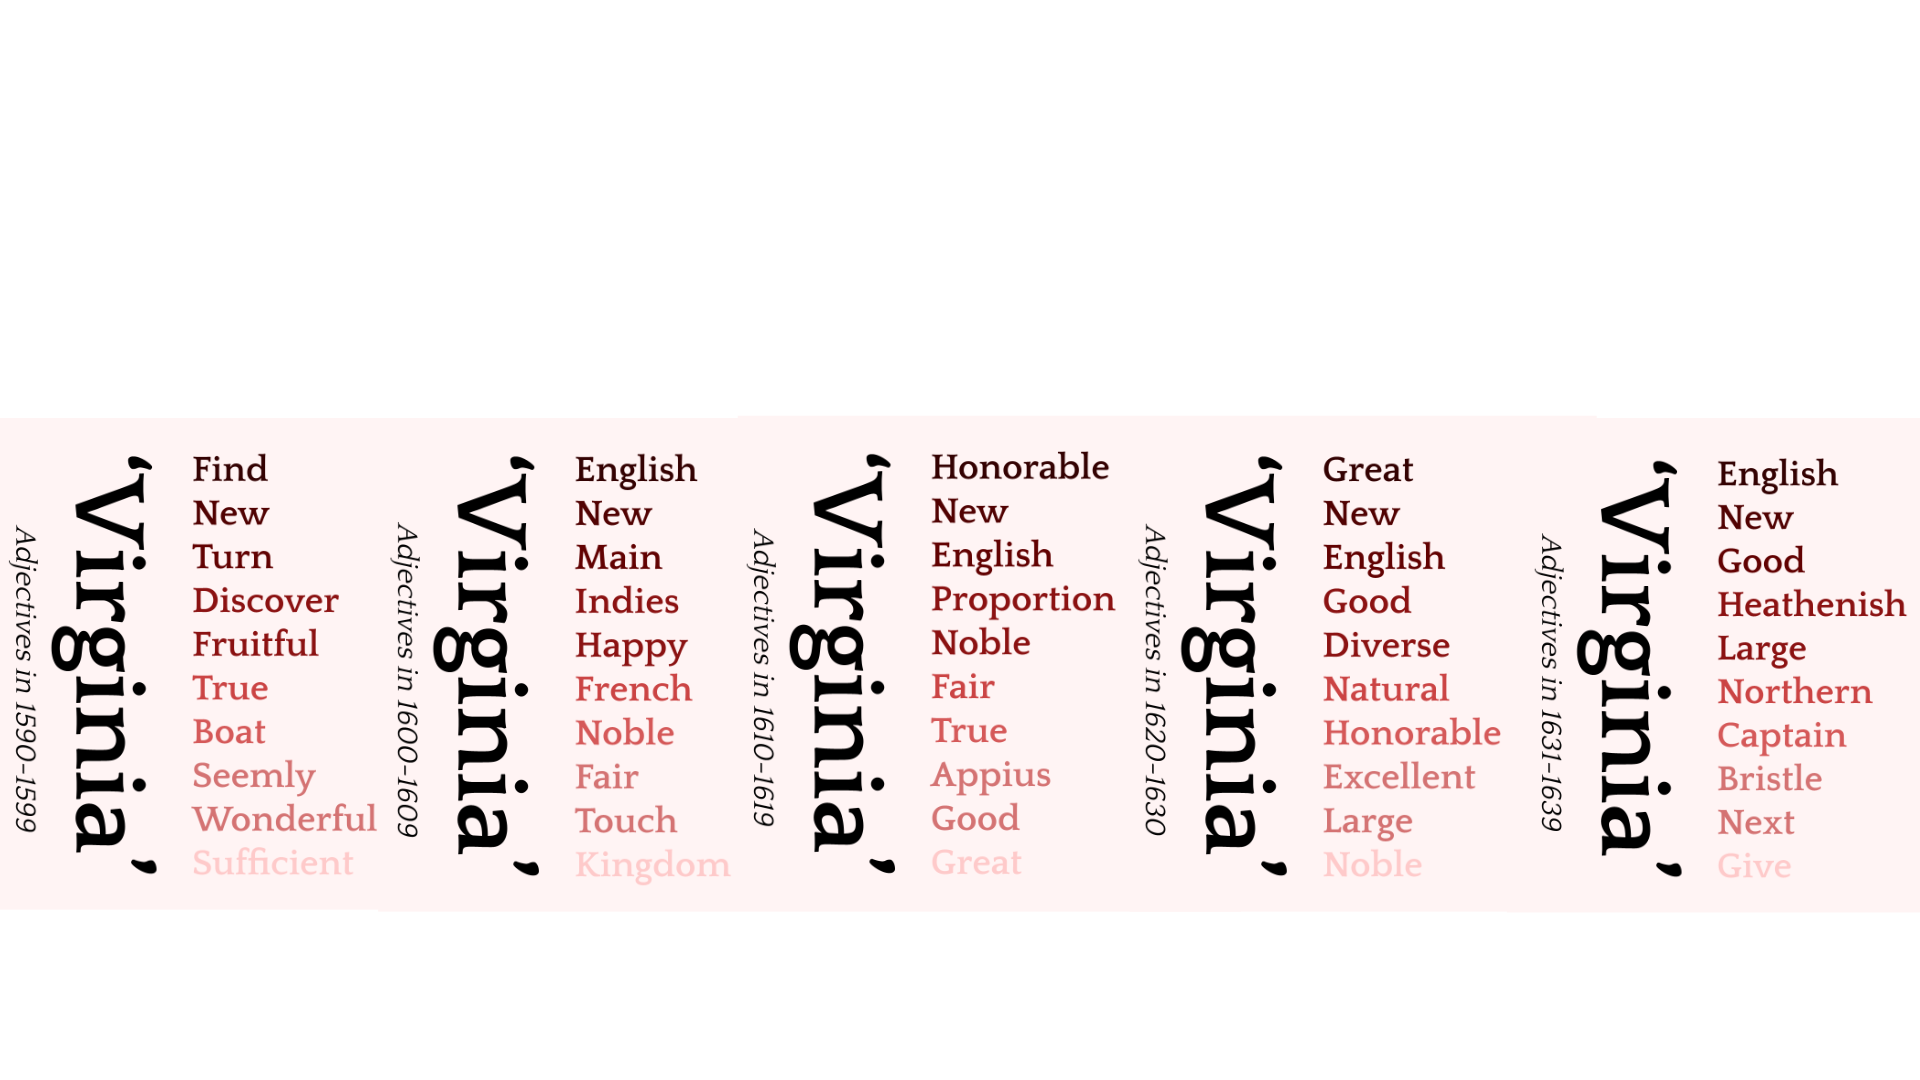 Adjectives in 1590-1599
‘Virginia’
Find
New
Turn
Discover
Fruitful
True
Boat
Seemly
Wonderful
Sufficient
Adjectives in 1600-1609
‘Virginia’
English
New
Main
Indies
Happy
French
Noble
Fair
Touch
Kingdom
Adjectives in 1610-1619
‘Virginia’
Honorable
New
English
Proportion
Noble
Fair
True
Appius
Good
Great
Adjectives in 1620-1630
‘Virginia’
Great
New
English
Good
Diverse
Natural
Honorable
Excellent
Large
Noble
Adjectives in 1631-1639
‘Virginia’
English
New
Good
Heathenish
Large
Northern
Captain
Bristle
Next
Give